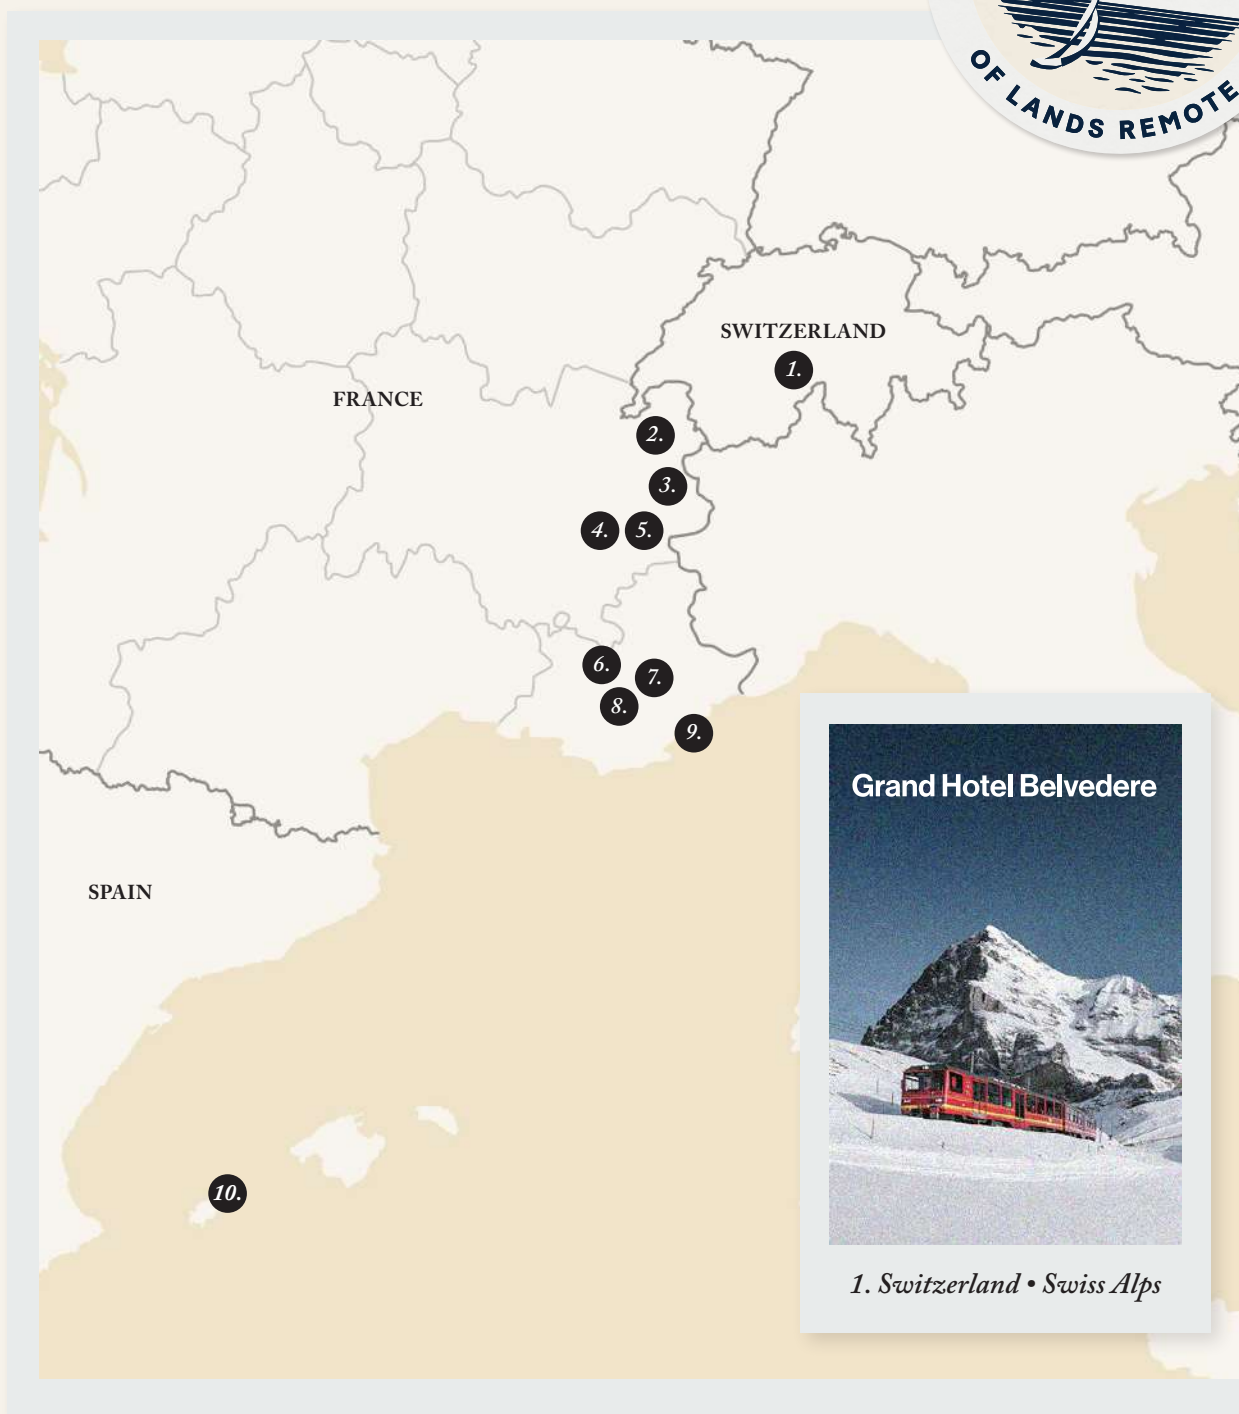 OF LANDS REMOTE
SWITZERLAND
1.
FRANCE
2.
3.
4. 5.
6.
7.
8.
9.
Grand Hotel Belvedere
SPAIN
10.
1. Switzerland • Swiss Alps